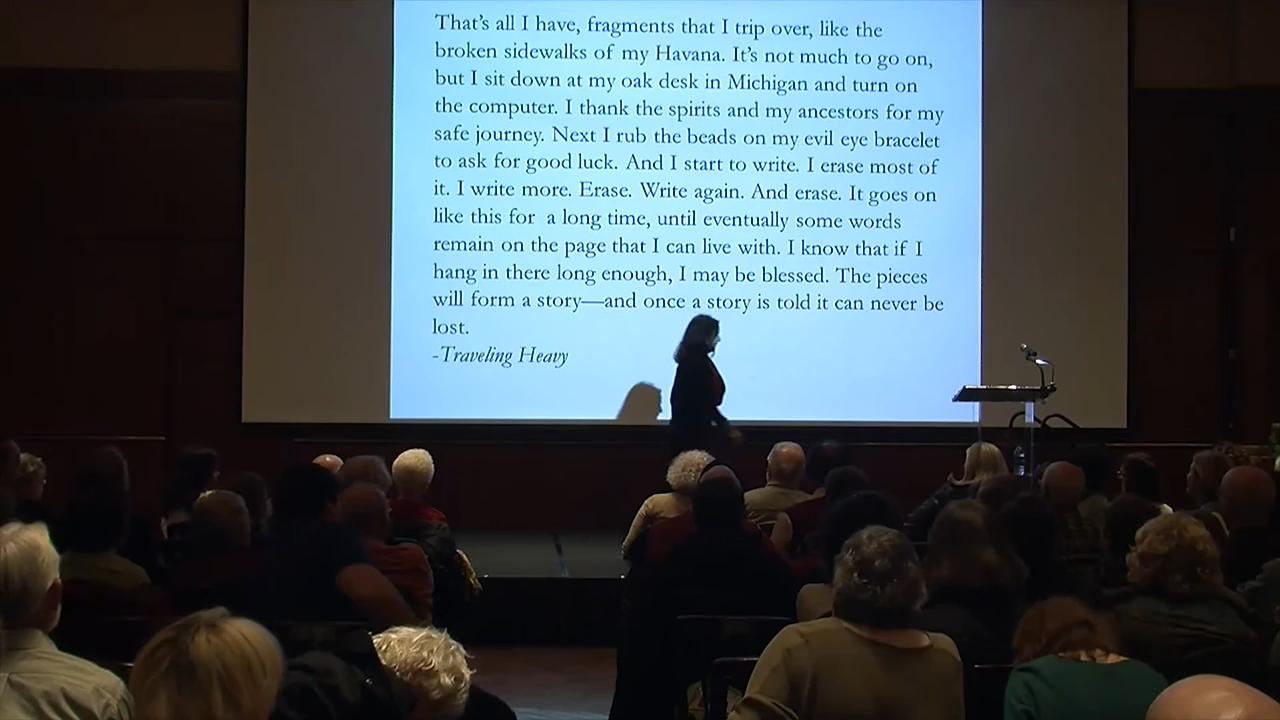 That's all I have, fragments that I trip over, like the
broken sidewalks of my Havana. It's not much to go on,
but I sit down at my oak desk in Michigan and turn on
the computer. I thank the spirits and my ancestors for my
safe journey. Next I rub the beads on my evil eye bracelet
to ask for good luck. And I start to write. I erase most of
it. I write more. Erase. Write again. And erase. It goes on
like this for a long time, until eventually some words
remain on the page that I can live with. I know that if I
hang in there long enough, I may be blessed. The pieces
will form a story—and once a story is told it can never be
lost.
-Traveling Heavy